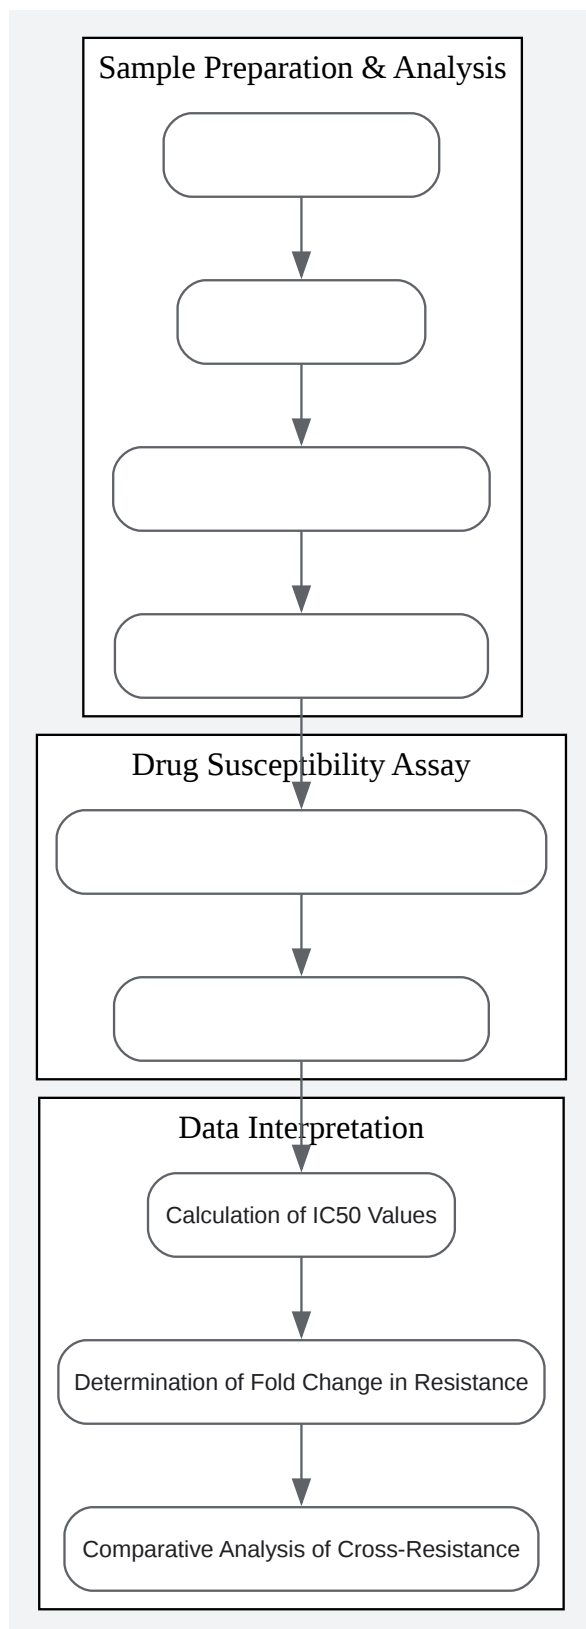 Sample Preparation & Analysis
Drug Susceptibility Assay
Data Interpretation
Calculation of IC50 Values
Determination of Fold Change in Resistance
Comparative Analysis of Cross-Resistance